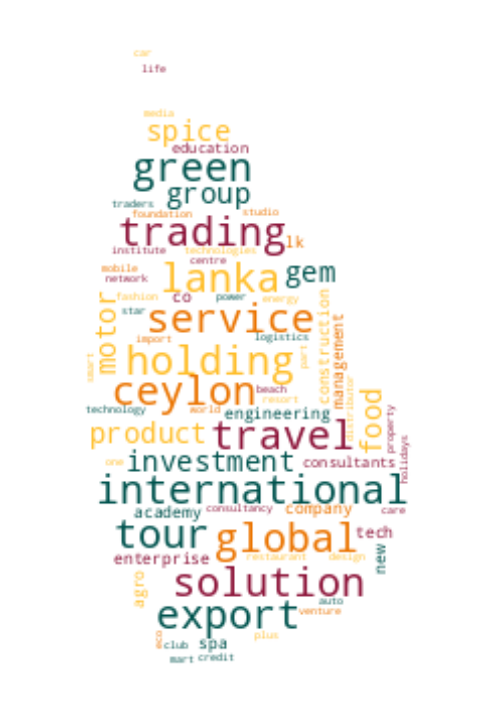 car
life
media
spice
education
green
group
traders
foundation studio
trading lk
institute technologies
centre
mobile
network
lanka gem
fashion co power energy
star
service
motor
construction
management
import logistics
holding
part
smart
ceylon beach
resort
technology world engineering
distributor
food
property
product travel
holidays
one investment consultants
international
academy consultancy company care
tour global tech
new
enterprise restaurant design
solution
agro
auto
export venture
plus
eco
club spa
mart credit